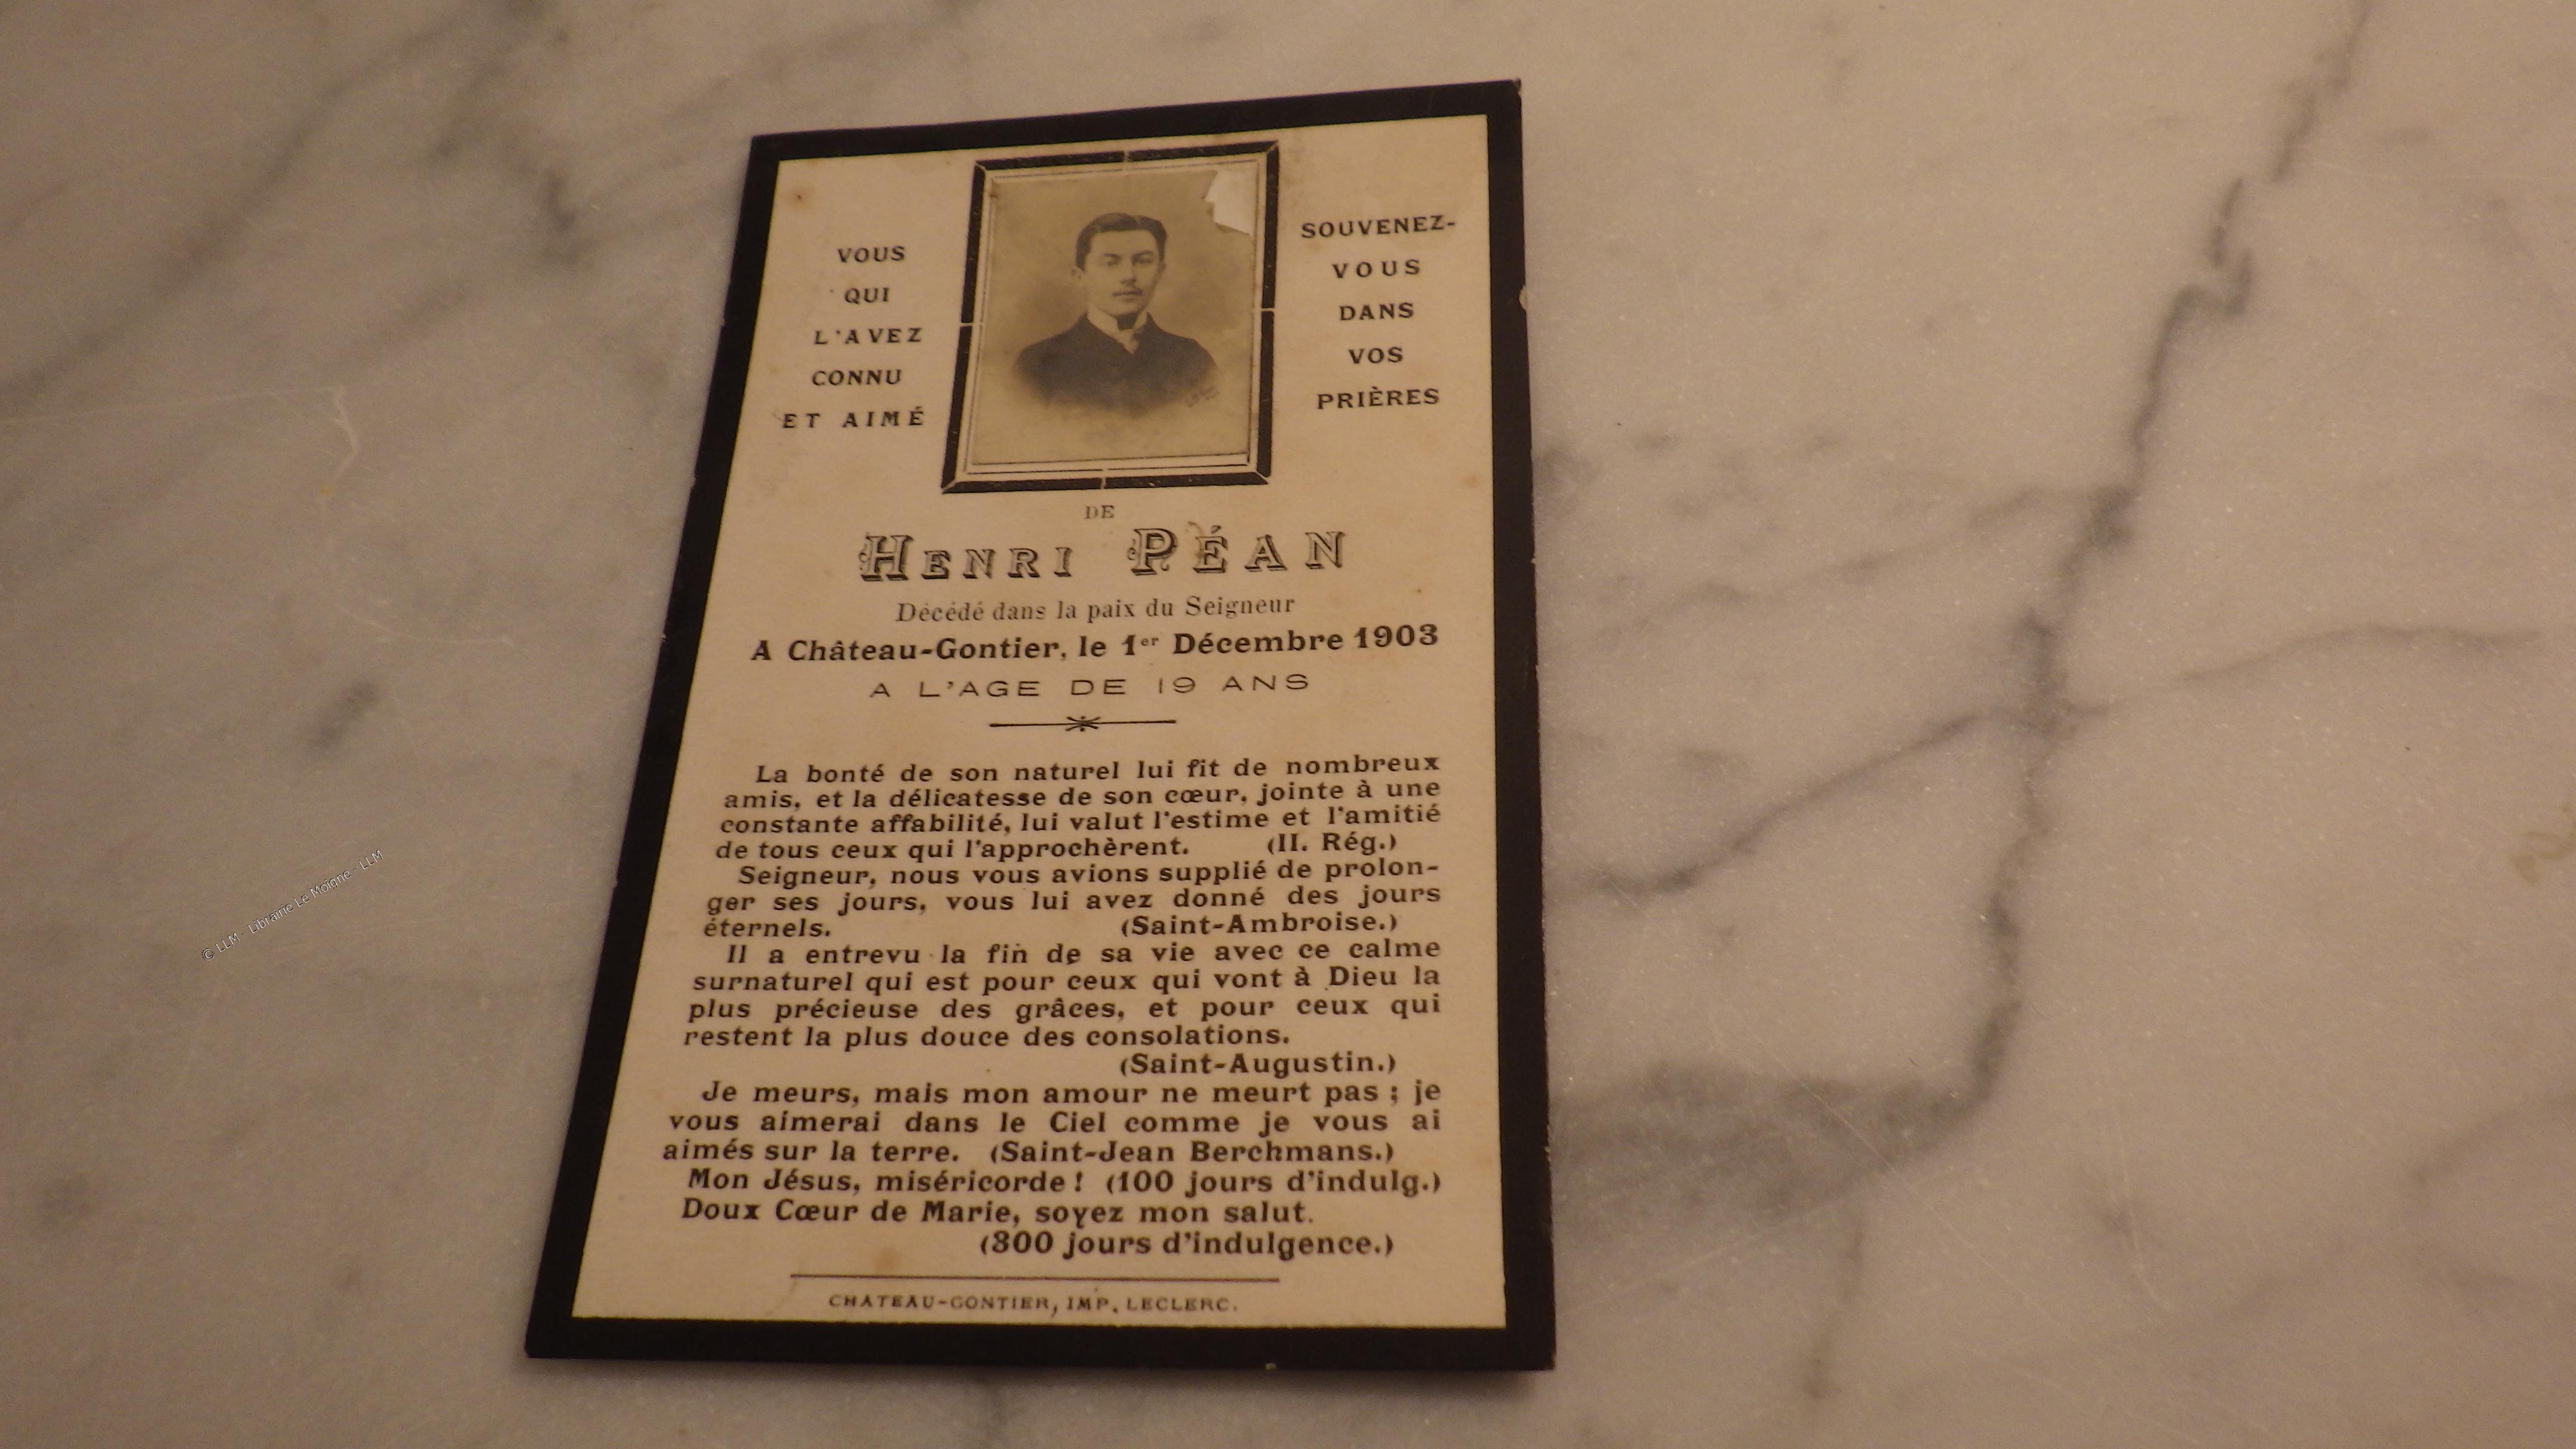 VOUS
QUI
L'AVEZ
CONNU
ET AIMÉ
SOUVENEZ-
VOUS
DANS
VOS
PRIÈRES
DE
HENRI PÉAN
Décédé dans la paix du Seigneur
A Château-Gontier, le 1er Décembre 1903
A L'AGE DE 19 ANS
La bonté de son naturel lui fit de nombreux
amis, et la délicatesse de son cœur, jointe à une
constante affabilité, lui valut l'estime et l'amitié
de tous ceux qui l'approchèrent. (II. Rég.)
Seigneur, nous vous avions supplié de prolon-
ger ses jours, vous lui avez donné des jours
éternels. (Saint-Ambroise.)
Il a entrevu la fin de sa vie avec ce calme
surnaturel qui est pour ceux qui vont à Dieu la
plus précieuse des grâces, et pour ceux qui
restent la plus douce des consolations.
(Saint-Augustin.)
Je meurs, mais mon amour ne meurt pas ; je
vous aimerai dans le Ciel comme je vous ai
aimés sur la terre. (Saint-Jean Berchmans.)
Mon Jésus, miséricorde ! (100 jours d'indulg.)
Doux Cœur de Marie, soyez mon salut.
(300 jours d'indulgence.)
CHATEAU-GONTIER, IMP. LECLERC.
© LLM - Librairie Le Moigne - LLM